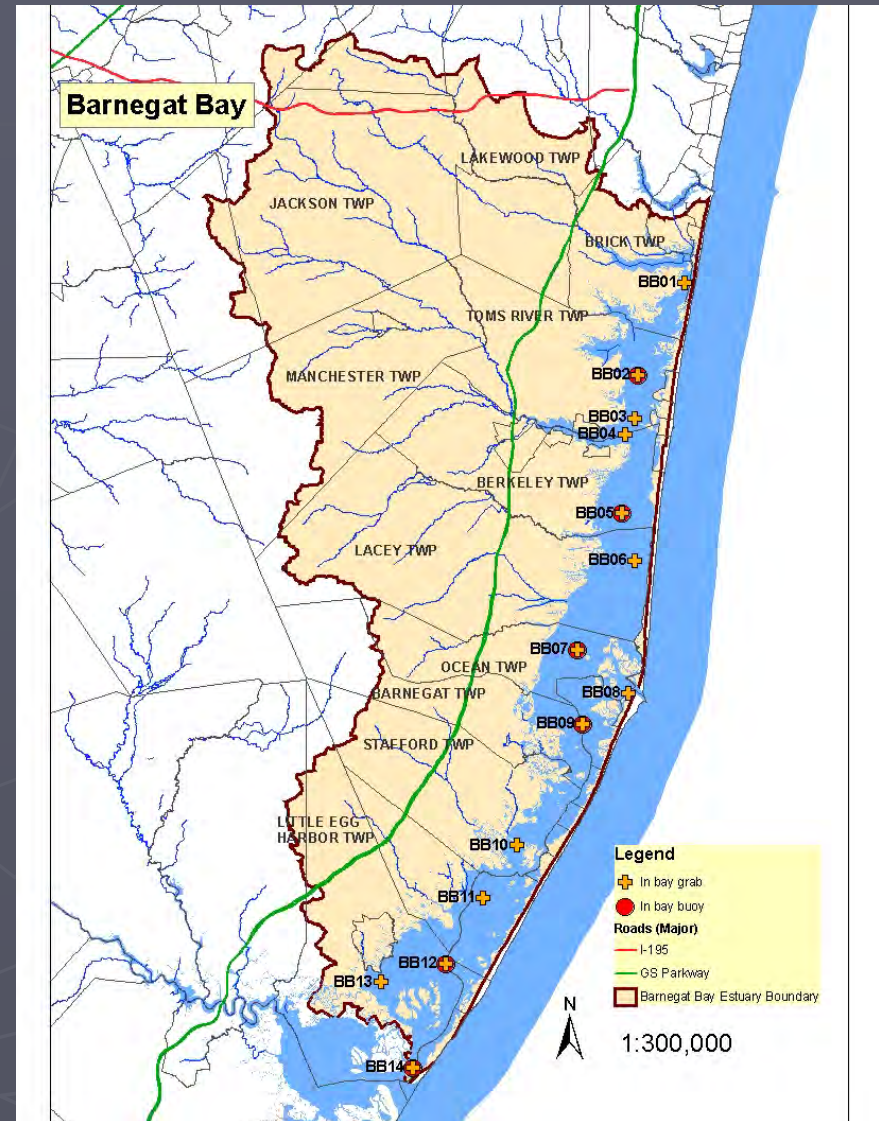 Barnegat Bay
LAKEWOOD TWP
JACKSON TWP
BRICK TWP
BB01
TOMS RIVER TWP
BB02
MANCHESTER TWP
BB03
BB04
BERKELEY TWP
BB05
LACEY TWP
BB06
BB07
OCEAN TWP
BB08
BARNEGAT TWP
BB09
STAFFORD TWP
LITTLE EGG
HARBOR TWP
BB10
BB11
BB12
BB13
BB14
Legend
In bay grab
In bay buoy
Roads (Major)
I-195
GS Parkway
Barnegat Bay Estuary Boundary
N
1:300,000